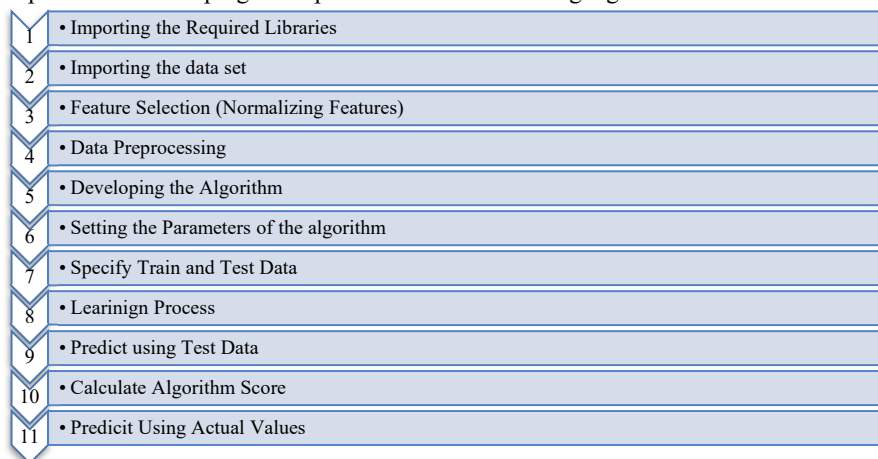 1 • Importing the Required Libraries
2 • Importing the data set
3 • Feature Selection (Normalizing Features)
4 • Data Preprocessing
5 • Developing the Algorithm
6 • Setting the Parameters of the algorithm
7 • Specify Train and Test Data
8 • Learinign Process
9 • Predict using Test Data
10 • Calculate Algorithm Score
11 • Predicit Using Actual Values